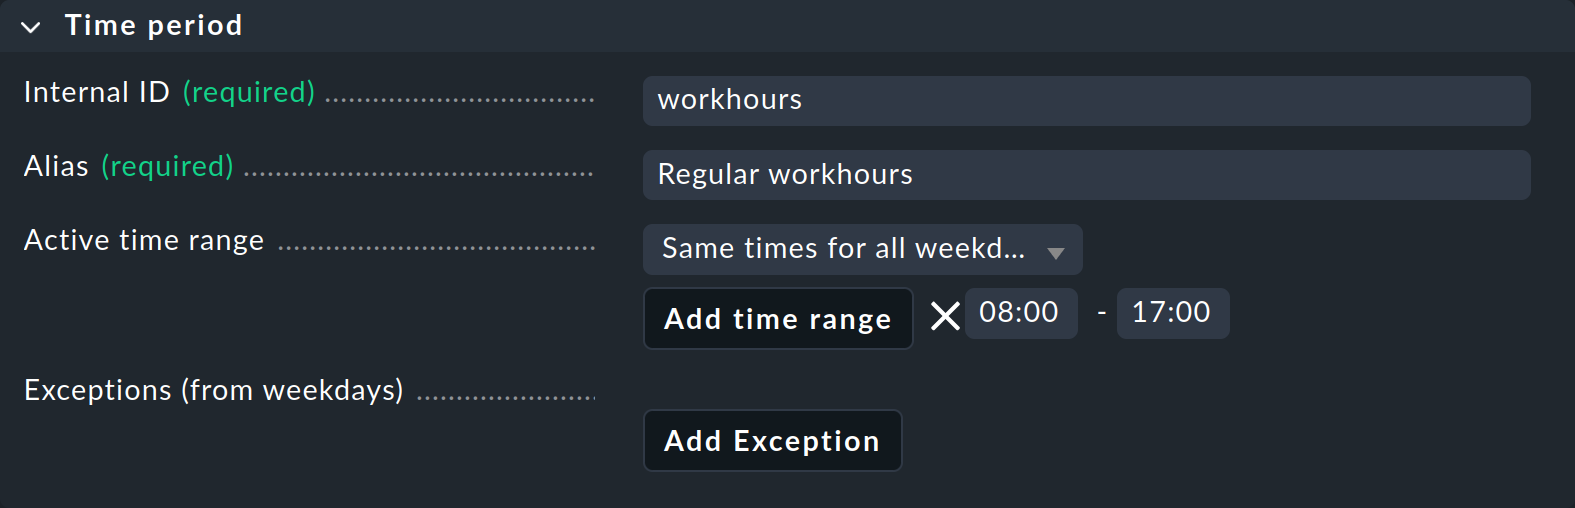 Time period
Internal ID (required) workhours
Alias (required) Regular workhours
Active time range Same times for all weekd...
Add time range 08:00 - 17:00
Exceptions (from weekdays)
Add Exception